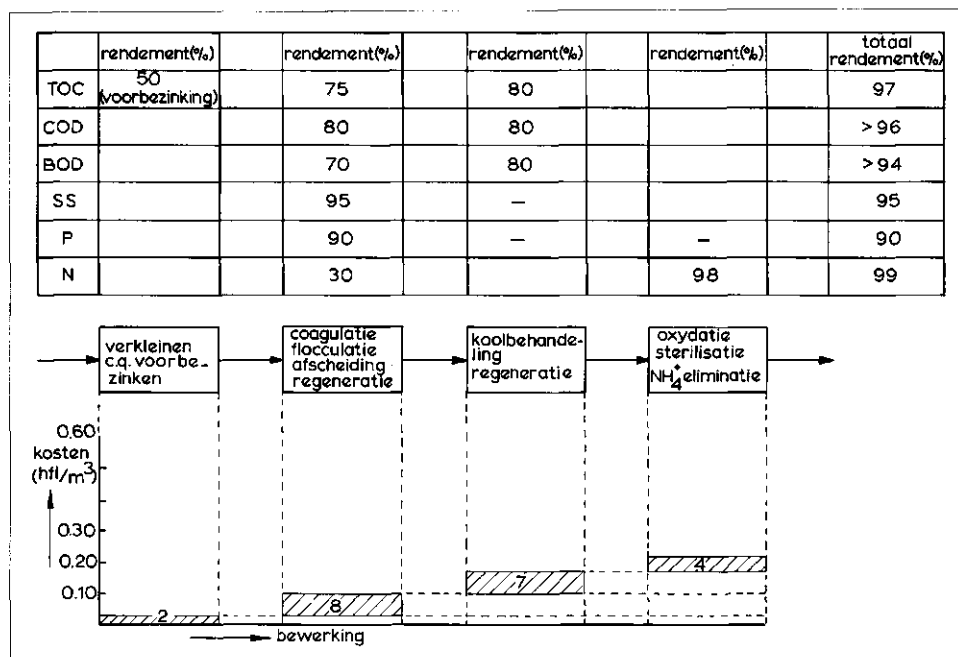 rendement(%) rendement(%) rendement(%) rendement(%) totaal
rendement(%)
TOC 50 75 80 97
(voorbezinking)
COD 80 80 >96
BOD 70 80 >94
SS 95 – 95
P 90 – – 90
N 30 98 99
verkleinen
c.q. voorbe-
zinken
coagulatie
flocculatie
afscheiding
regeneratie
koolbehande-
ling
regeneratie
oxydatie
sterilisatie
NH₄⁺ eliminatie
0.60
kosten
(hfl/m³)
0.30
0.20
0.10
2
8
7
4
bewerking